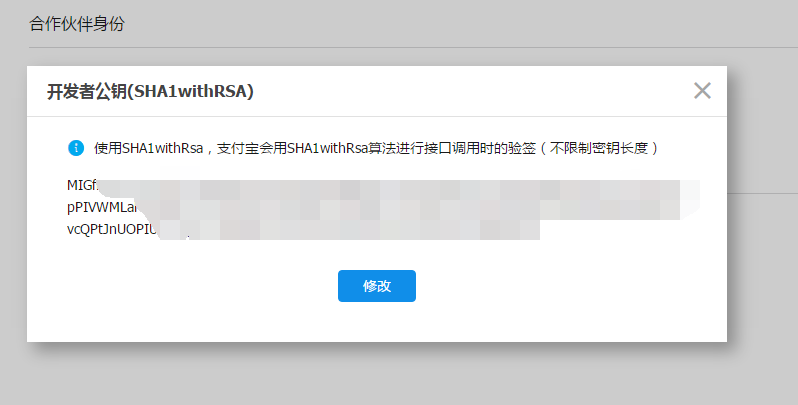 合作伙伴身份
开发者公钥(SHA1withRSA)
使用SHA1withRsa，支付宝会用SHA1withRsa算法进行接口调用时的验签（不限制密钥长度）
MIGf
pPIVWMLa
vcQPtJnUOPIU
修改